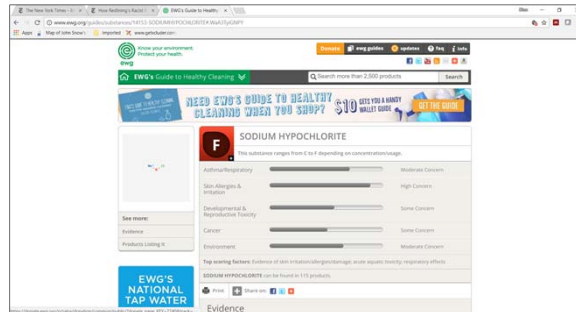 The New York Times - Br
How Redlining's Racist E
EWG's Guide to Healthy
www.ewg.org/guides/substances/
Apps
Map of John Snow's
Imported
Know your environment.
Protect your health.
ewg
Donate
ewg guides
updates
faq
info
EWG's Guide to Healthy Cleaning
Search more than 2,500 products
Search
NEED EWG'S GUIDE TO HEALTHY
CLEANING WHEN YOU SHOP?
$10 GETS YOU A HANDY
WALLET GUIDE
GET THE GUIDE
F
SODIUM HYPOCHLORITE
This substance ranges from C to F depending on concentration/usage.
Asthma/Respiratory
Moderate Concern
Skin Allergies &
Irritation
High Concern
Developmental &
Reproductive Toxicity
Some Concern
Cancer
Some Concern
Environment
Moderate Concern
Top scoring factors: Evidence of skin irritation/allergies/damage; acute aquatic toxicity; respiratory effects
SODIUM HYPOCHLORITE can be found in 115 products.
Print
Share on:
Evidence
See more:
Evidence
Products Listing It
EWG'S
NATIONAL
TAP WATER